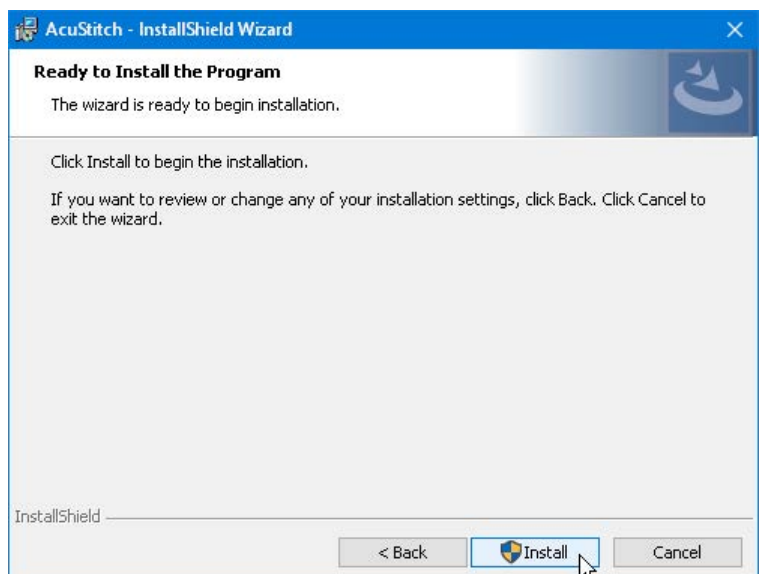 AcuStitch - InstallShield Wizard
Ready to Install the Program
The wizard is ready to begin installation.
Click Install to begin the installation.
If you want to review or change any of your installation settings, click Back. Click Cancel to
exit the wizard.
InstallShield
< Back Install Cancel